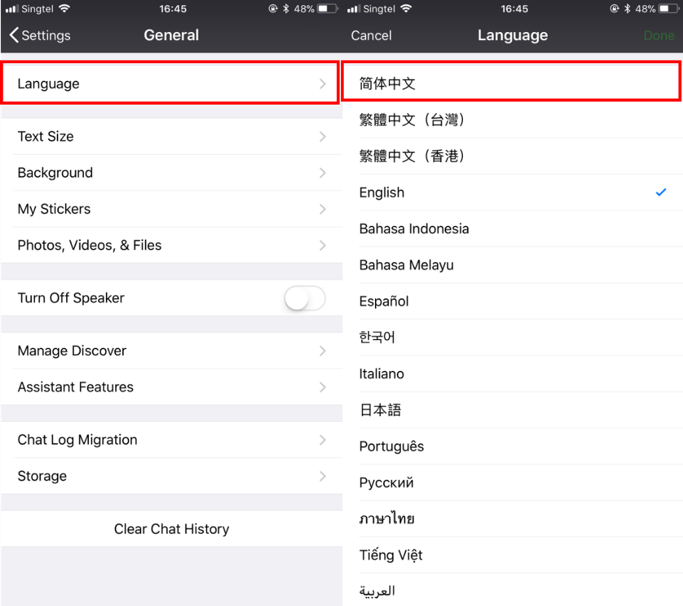 Singtel 16:45 48%
Settings General
Language
Text Size
Background
My Stickers
Photos, Videos, & Files
Turn Off Speaker
Manage Discover
Assistant Features
Chat Log Migration
Storage
Clear Chat History
Singtel 16:45 48%
Cancel Language Done
简体中文
繁體中文（台灣）
繁體中文（香港）
English
Bahasa Indonesia
Bahasa Melayu
Español
한국어
Italiano
日本語
Português
Русский
ภาษาไทย
Tiếng Việt
العربية